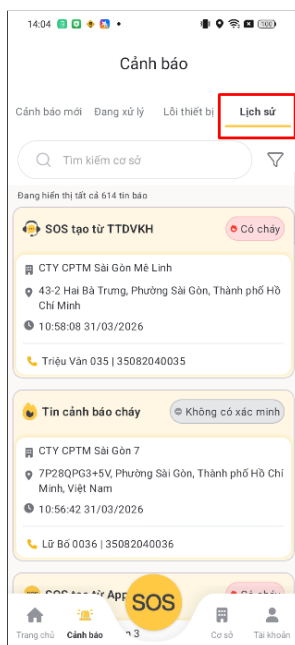 14:04
100
Cảnh báo
Cảnh báo mới Đang xử lý Lỗi thiết bị Lịch sử
Tìm kiếm cơ sở
Đang hiển thị tất cả 614 tin báo
SOS tạo từ TTDVKH Có cháy
CTY CPTM Sài Gòn Mê Linh
43-2 Hai Bà Trưng, Phường Sài Gòn, Thành phố Hồ
Chí Minh
10:58:08 31/03/2026
Triệu Vân 035 | 35082040035
Tin cảnh báo cháy Không có xác minh
CTY CPTM Sài Gòn 7
7P28QPG3+5V, Phường Sài Gòn, Thành phố Hồ Chí
Minh, Việt Nam
10:56:42 31/03/2026
Lữ Bố 0036 | 35082040036
SOS tạo từ App Có cháy
SOS
3
Trang chủ Cảnh báo Cơ sở Tài khoản